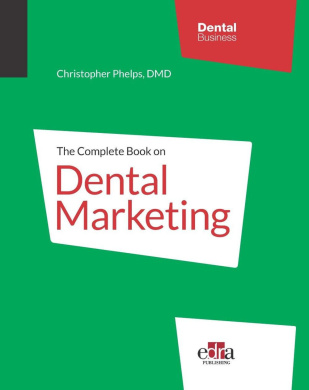 Dental
Business
Christopher Phelps, DMD
The Complete Book on
Dental
Marketing
edra
PUBLISHING